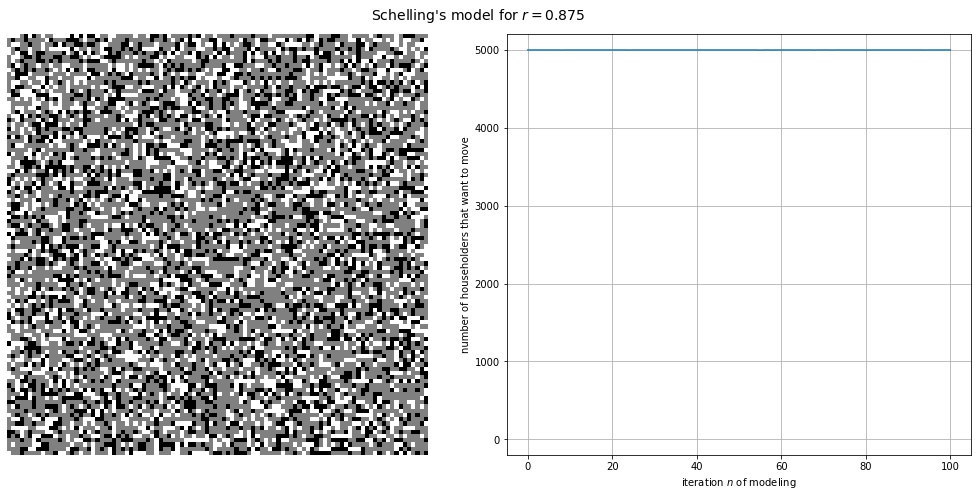 Schelling's model for r = 0.875
number of householders that want to move
5000
4000
3000
2000
1000
0
0 20 40 60 80 100
iteration n of modeling